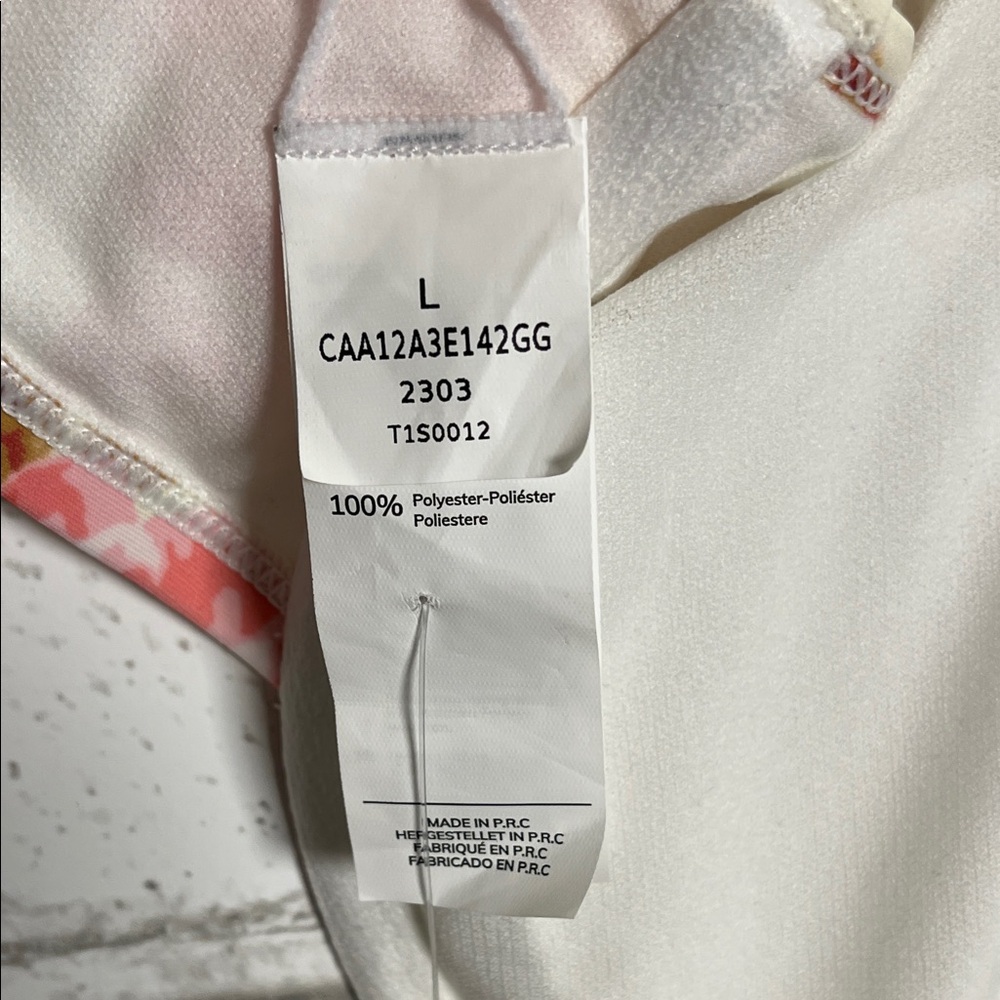 L
CAA12A3E142GG
2303
T1S0012
100% Polyester-Poliéster
Poliestere
MADE IN P.R.C
HERGESTELLET IN P.R.C
FABRIQUÉ EN P.R.C
FABRICADO EN P.R.C